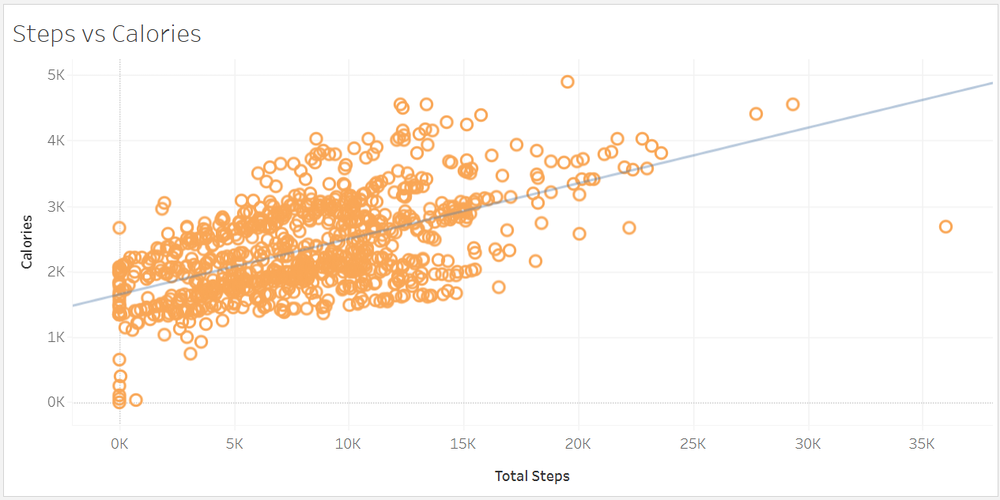 Steps vs Calories
5K
4K
3K
2K
1K
0K
Calories
0K 5K 10K 15K 20K 25K 30K 35K
Total Steps